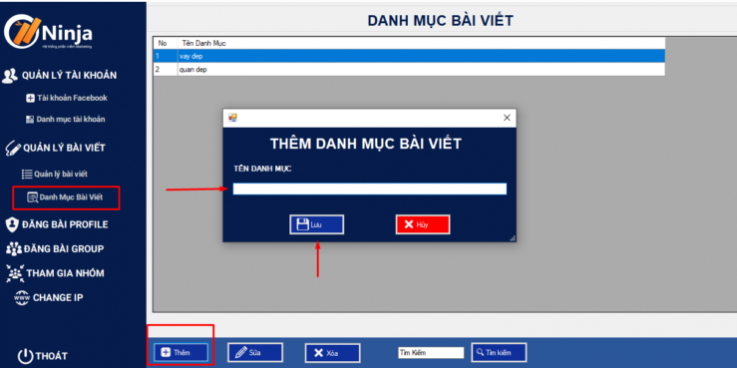 Ninja
Hệ thống phần mềm Marketing
QUẢN LÝ TÀI KHOẢN
Tài khoản Facebook
Danh mục tài khoản
QUẢN LÝ BÀI VIẾT
Quản lý bài viết
Danh Mục Bài Viết
ĐĂNG BÀI PROFILE
ĐĂNG BÀI GROUP
THAM GIA NHÓM
WWW CHANGE IP
THOÁT
DANH MỤC BÀI VIẾT
No Tên Danh Mục
1 vay dep
2 quan dep
THÊM DANH MỤC BÀI VIẾT
TÊN DANH MỤC
Lưu Hủy
Thêm Sửa Xóa Tìm Kiếm Tìm kiếm